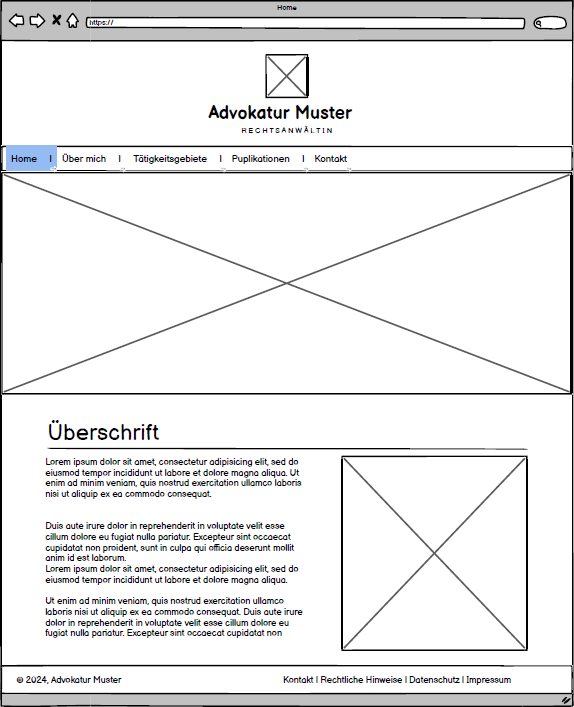 Home
https://
Advokatur Muster
RECHTSANWÄLTIN
Home | Über mich | Tätigkeitsgebiete | Puplikationen | Kontakt
Überschrift
Lorem ipsum dolor sit amet, consectetur adipisicing elit, sed do
eiusmod tempor incididunt ut labore et dolore magna aliqua. Ut
enim ad minim veniam, quis nostrud exercitation ullamco laboris
nisi ut aliquip ex ea commodo consequat.
Duis aute irure dolor in reprehenderit in voluptate velit esse
cillum dolore eu fugiat nulla pariatur. Excepteur sint occaecat
cupidatat non proident, sunt in culpa qui officia deserunt mollit
anim id est laborum.
Lorem ipsum dolor sit amet, consectetur adipisicing elit, sed do
eiusmod tempor incididunt ut labore et dolore magna aliqua.
Ut enim ad minim veniam, quis nostrud exercitation ullamco
laboris nisi ut aliquip ex ea commodo consequat. Duis aute irure
dolor in reprehenderit in voluptate velit esse cillum dolore eu
fugiat nulla pariatur. Excepteur sint occaecat cupidatat non
© 2024, Advokatur Muster
Kontakt | Rechtliche Hinweise | Datenschutz | Impressum